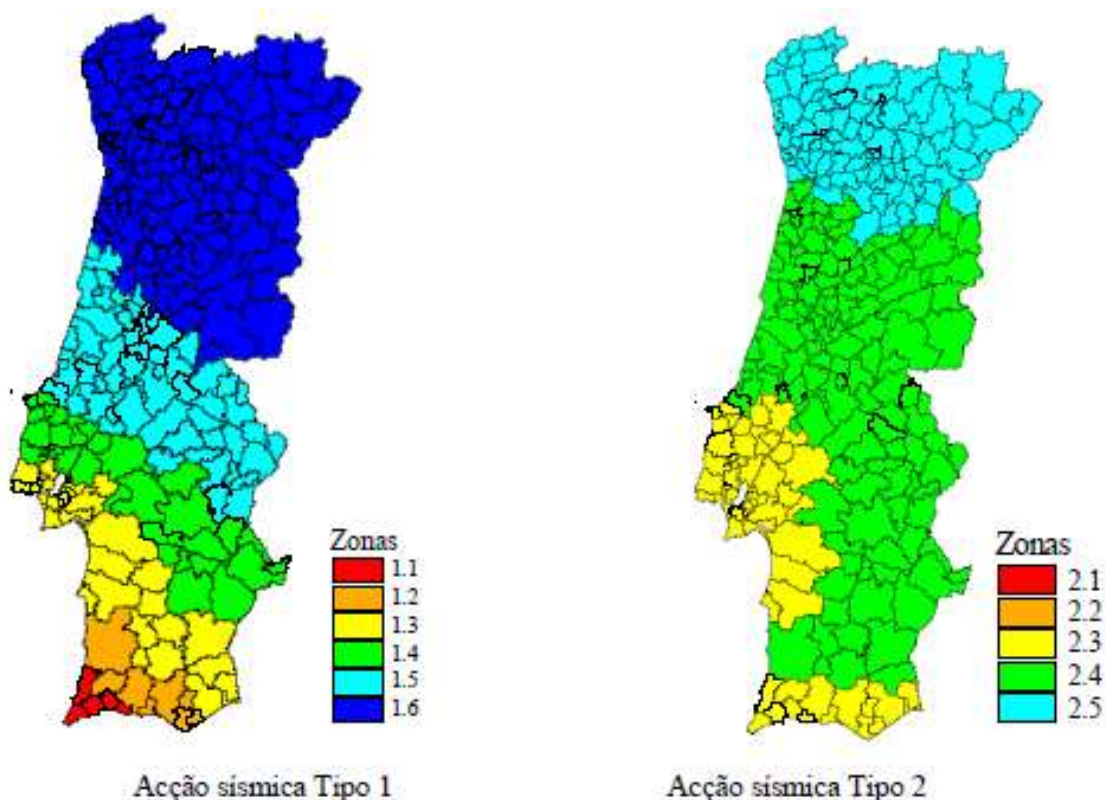 Zonas
1.1
1.2
1.3
1.4
1.5
1.6
Zonas
2.1
2.2
2.3
2.4
2.5
Acção sísmica Tipo 1
Acção sísmica Tipo 2